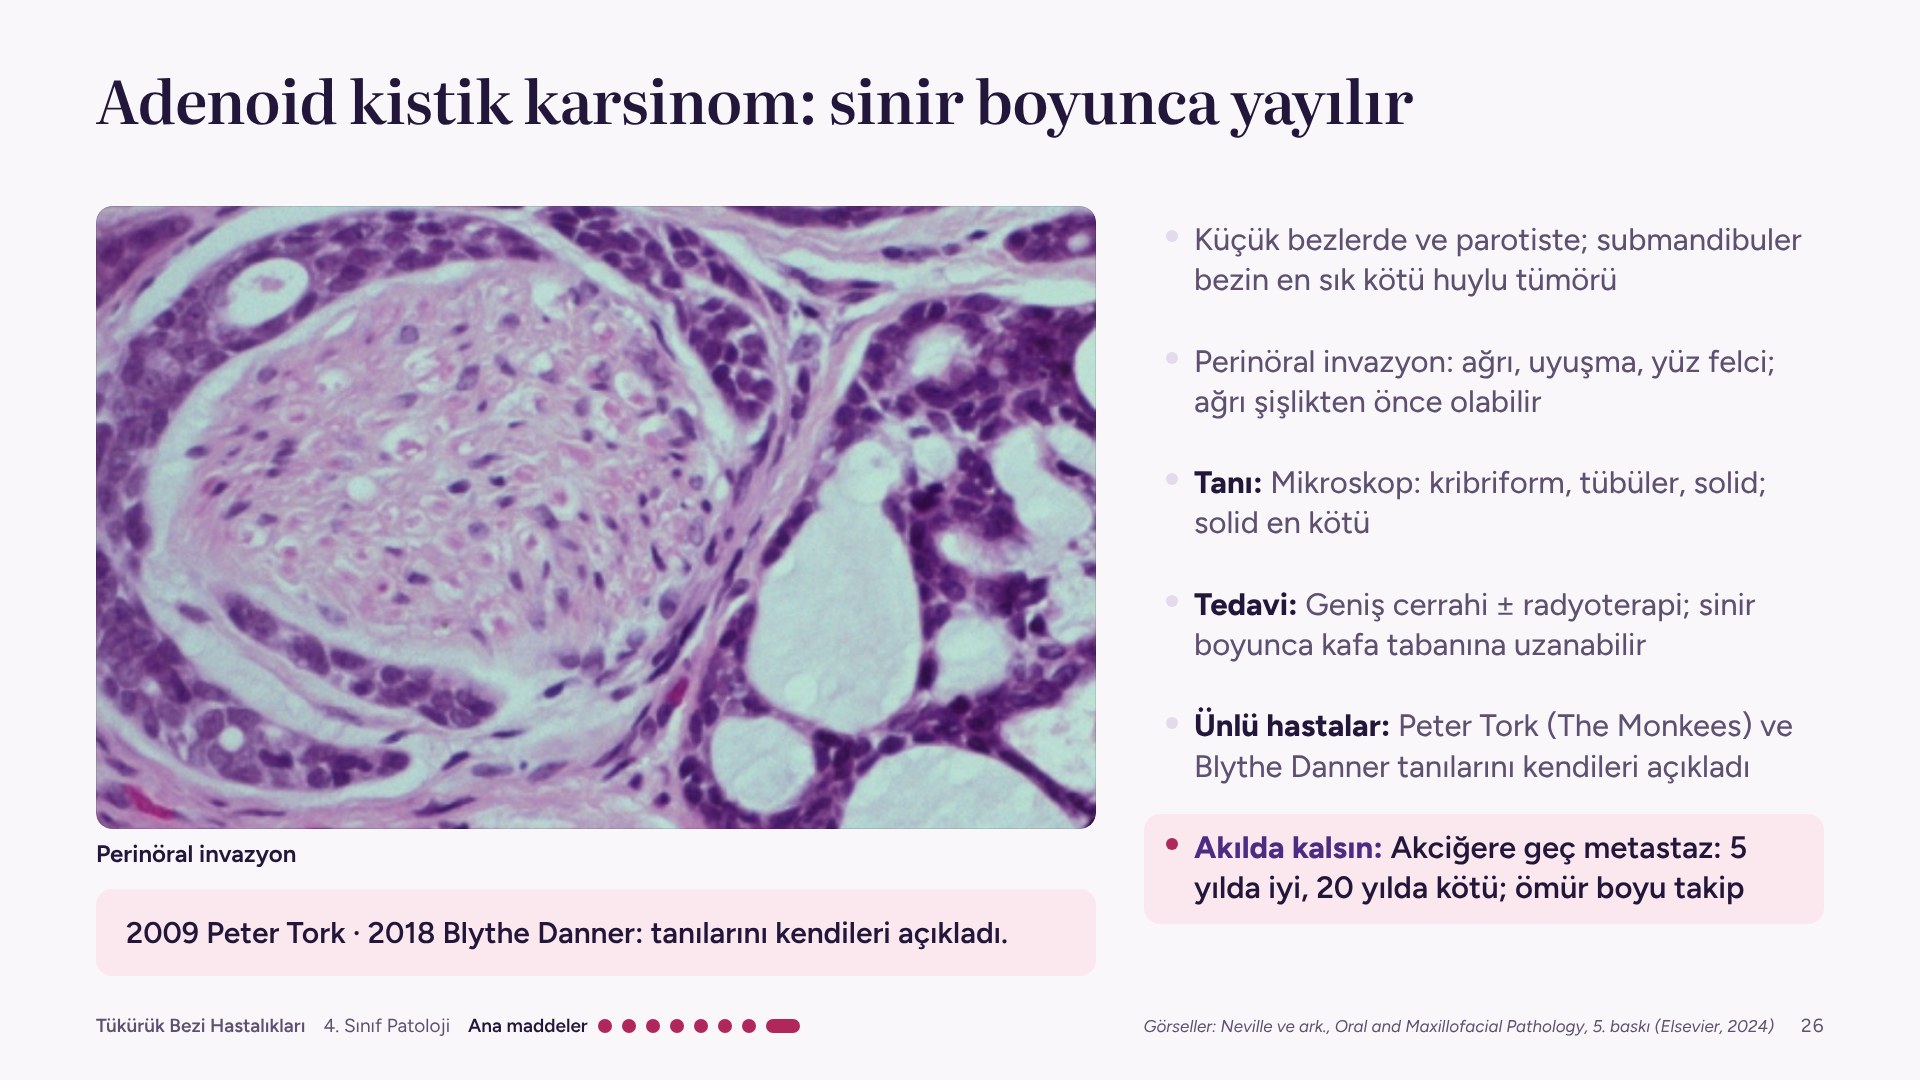 Adenoid kistik karsinom: sinir boyunca yayılır
Perinöral invazyon
2009 Peter Tork · 2018 Blythe Danner: tanılarını kendileri açıkladı.
Küçük bezlerde ve parotiste; submandibuler
bezin en sık kötü huylu tümörü
Perinöral invazyon: ağrı, uyuşma, yüz felci;
ağrı şişlikten önce olabilir
Tanı: Mikroskop: kribriform, tübüler, solid;
solid en kötü
Tedavi: Geniş cerrahi ± radyoterapi; sinir
boyunca kafa tabanına uzanabilir
Ünlü hastalar: Peter Tork (The Monkees) ve
Blythe Danner tanılarını kendileri açıkladı
Akılda kalsın: Akciğere geç metastaz: 5
yılda iyi, 20 yılda kötü; ömür boyu takip
Tükürük Bezi Hastalıkları 4. Sınıf Patoloji Ana maddeler
Görseller: Neville ve ark., Oral and Maxillofacial Pathology, 5. baskı (Elsevier, 2024) 26